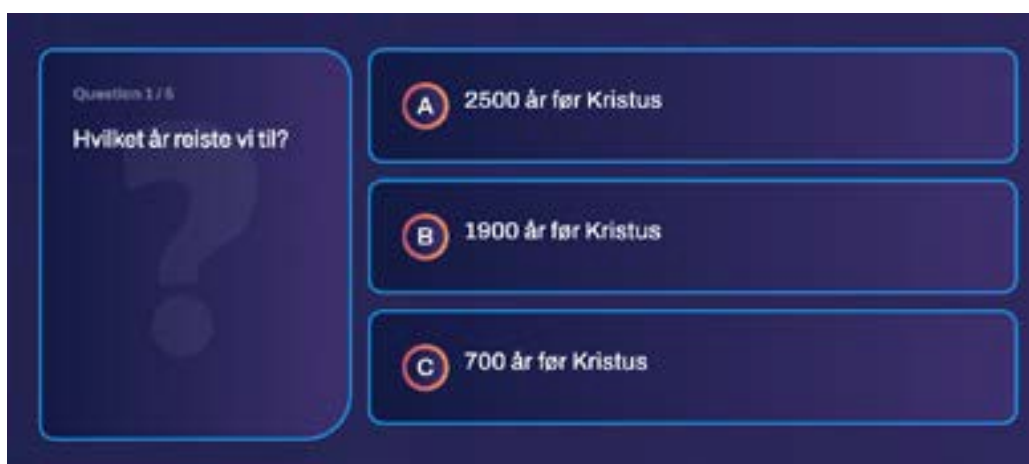 Question 1 / 5
Hvilket år reiste vi til?
A
2500 år før Kristus
B
1900 år før Kristus
C
700 år før Kristus